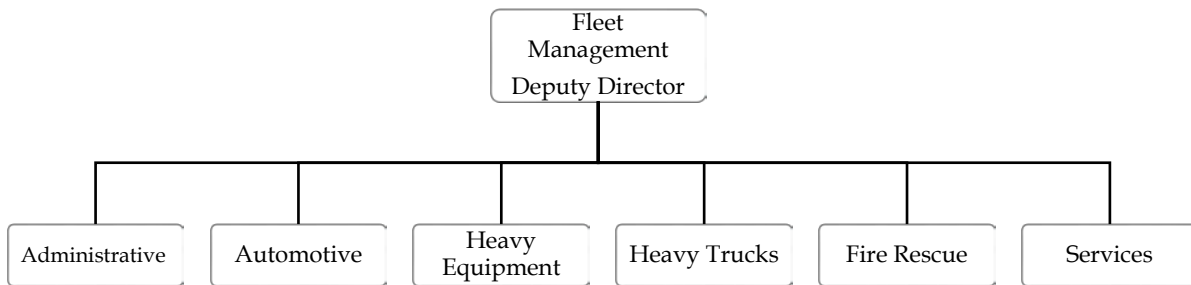 Fleet
Management
Deputy Director
Administrative
Automotive
Heavy
Equipment
Heavy Trucks
Fire Rescue
Services